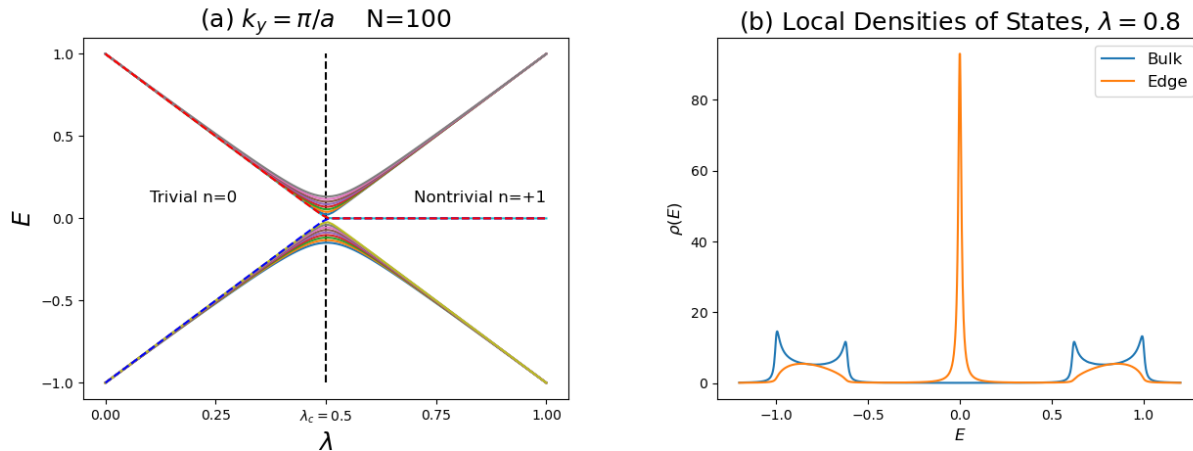 (a) $k_y = \pi/a$ N=100
1.0
0.5
0.0
−0.5
−1.0
E
Trivial n=0
Nontrivial n=+1
0.00
0.25
λ_c = 0.5
0.75
1.00
λ
(b) Local Densities of States, λ = 0.8
Bulk
Edge
80
60
40
20
0
ρ(E)
−1.0
−0.5
0.0
0.5
1.0
E